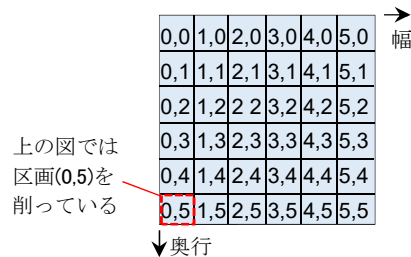 幅
0,0 1,0 2,0 3,0 4,0 5,0
0,1 1,1 2,1 3,1 4,1 5,1
0,2 1,2 2 2 3,2 4,2 5,2
0,3 1,3 2,3 3,3 4,3 5,3
0,4 1,4 2,4 3,4 4,4 5,4
0,5 1,5 2,5 3,5 4,5 5,5
上の図では
区画(0,5)を
削っている
奥行